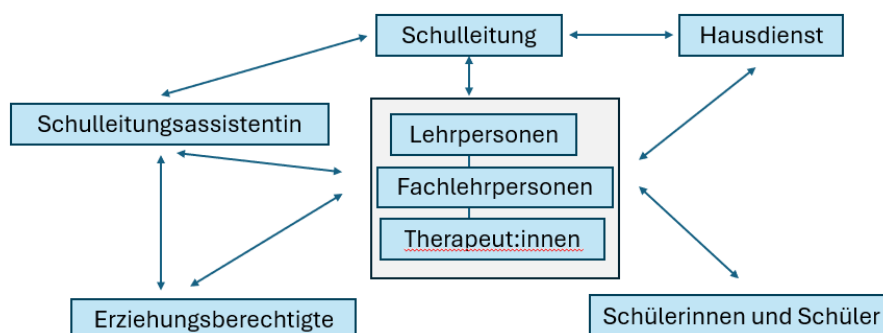 Schulleitung
Hausdienst
Schulleitungsassistentin
Lehrpersonen
Fachlehrpersonen
Therapeut:innen
Erziehungsberechtigte
Schülerinnen und Schüler